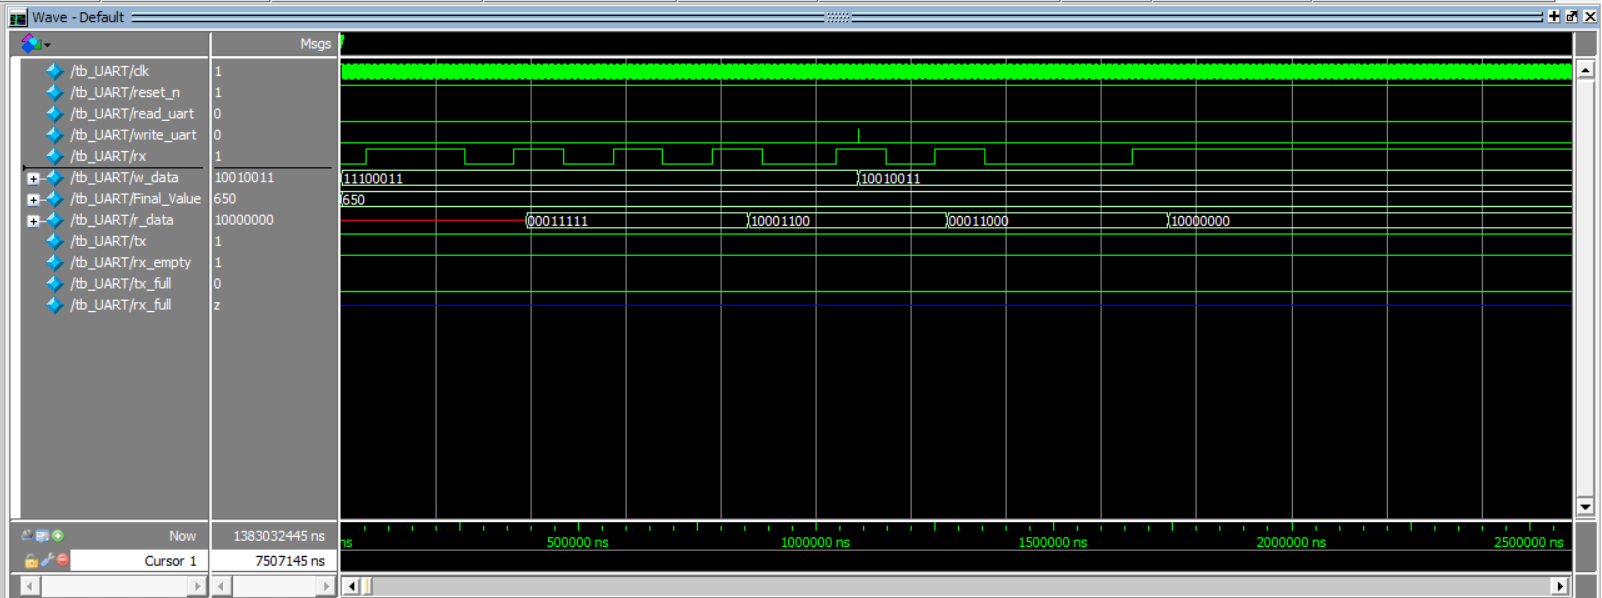 Wave - Default
Msgs
/tb_UART/clk 1
/tb_UART/reset_n 1
/tb_UART/read_uart 0
/tb_UART/write_uart 0
/tb_UART/rx 1
/tb_UART/w_data 10010011 11100011 10010011
/tb_UART/Final_Value 650 650
/tb_UART/r_data 10000000 00011111 10001100 00011000 10000000
/tb_UART/tx 1
/tb_UART/rx_empty 1
/tb_UART/tx_full 0
/tb_UART/rx_full z
Now 1383032445 ns ns 500000 ns 1000000 ns 1500000 ns 2000000 ns 2500000 ns
Cursor 1 7507145 ns